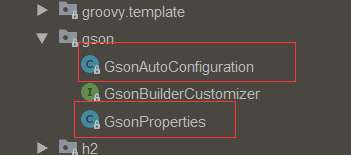 groovy.template
gson
GsonAutoConfiguration
GsonBuilderCustomizer
GsonProperties
h2